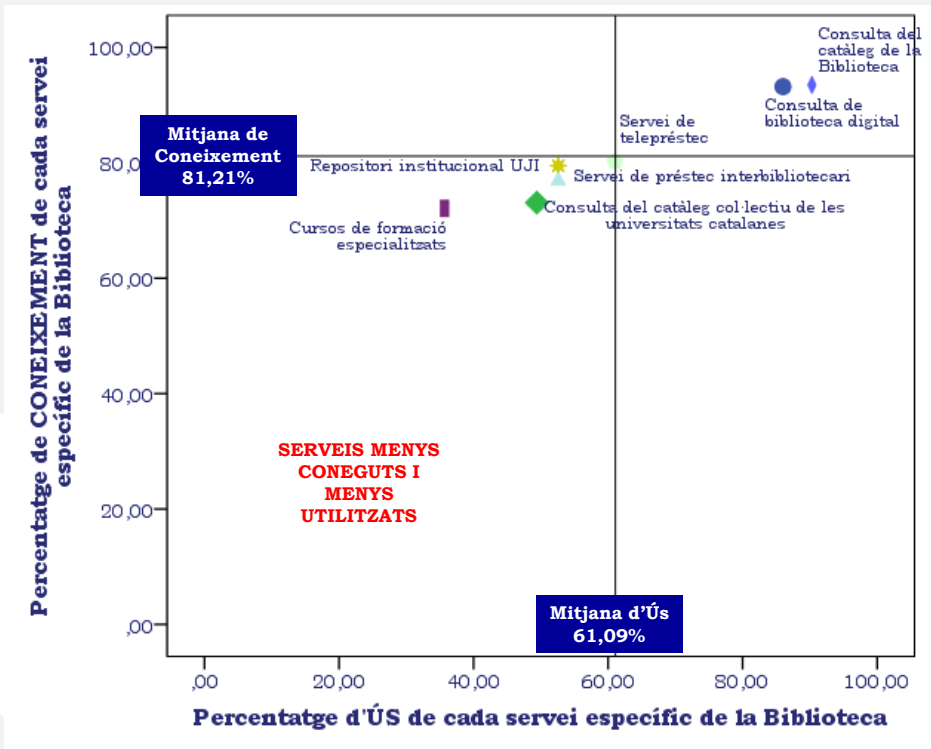 Percentatge de CONEIXEMENT de cada servei
específic de la Biblioteca
100,00
80,0
60,00
40,00
20,00
,00
Mitjana de
Coneixement
81,21%
Consulta del
catàleg de la
Biblioteca
Consulta de
biblioteca digital
Servei de
telepréstec
Repositori institucional UJI
Servei de préstec interbibliotecari
Consulta del catàleg col·lectiu de les
universitats catalanes
Cursos de formació
especialitzats
SERVEIS MENYS
CONEGUTS I
MENYS
UTILITZATS
Mitjana d'Ús
61,09%
,00
20,00
40,00
60,00
80,00
100,00
Percentatge d'ÚS de cada servei específic de la Biblioteca